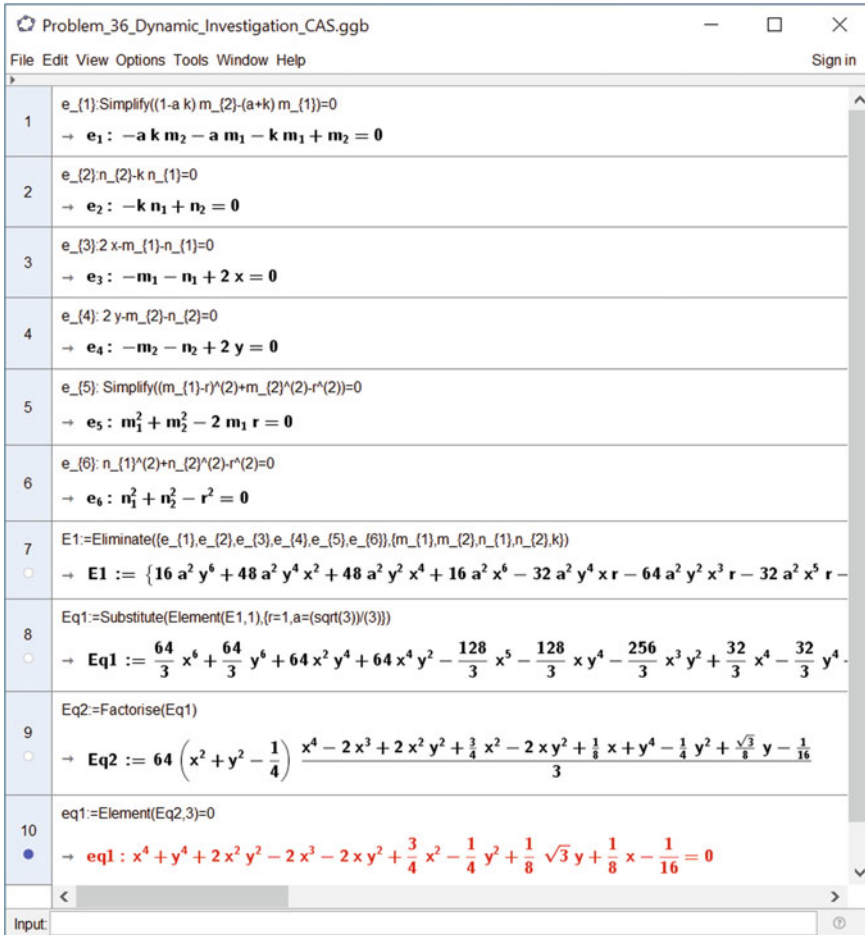 Problem_36_Dynamic_Investigation_CAS.ggb
File Edit View Options Tools Window Help Sign in
1
e_{1}:Simplify((1-a k) m_{2}-(a+k) m_{1})=0
→ e₁ : −a k m₂ − a m₁ − k m₁ + m₂ = 0
2
e_{2}:n_{2}-k n_{1}=0
→ e₂ : −k n₁ + n₂ = 0
3
e_{3}:2 x-m_{1}-n_{1}=0
→ e₃ : −m₁ − n₁ + 2 x = 0
4
e_{4}: 2 y-m_{2}-n_{2}=0
→ e₄ : −m₂ − n₂ + 2 y = 0
5
e_{5}: Simplify((m_{1}-r)^(2)+m_{2}^(2)-r^(2))=0
→ e₅ : m₁² + m₂² − 2 m₁ r = 0
6
e_{6}: n_{1}^(2)+n_{2}^(2)-r^(2)=0
→ e₆ : n₁² + n₂² − r² = 0
7
E1:=Eliminate({e_{1},e_{2},e_{3},e_{4},e_{5},e_{6}},{m_{1},m_{2},n_{1},n_{2},k})
→ E1 := {16 a² y⁶ + 48 a² y⁴ x² + 48 a² y² x⁴ + 16 a² x⁶ − 32 a² y⁴ x r − 64 a² y² x³ r − 32 a² x⁵ r −
8
Eq1:=Substitute(Element(E1,1),{r=1,a=(sqrt(3))/(3)})
→ Eq1 := 64/3 x⁶ + 64/3 y⁶ + 64 x² y⁴ + 64 x⁴ y² − 128/3 x⁵ − 128/3 x y⁴ − 256/3 x³ y² + 32/3 x⁴ − 32/3 y⁴ -
9
Eq2:=Factorise(Eq1)
→ Eq2 := 64 (x² + y² − 1/4) (x⁴ − 2 x³ + 2 x² y² + 3/4 x² − 2 x y² + 1/8 x + y⁴ − 1/4 y² + √3/8 y − 1/16)/3
10
eq1:=Element(Eq2,3)=0
→ eq1 : x⁴ + y⁴ + 2 x² y² − 2 x³ − 2 x y² + 3/4 x² − 1/4 y² + 1/8 √3 y + 1/8 x − 1/16 = 0
Input: